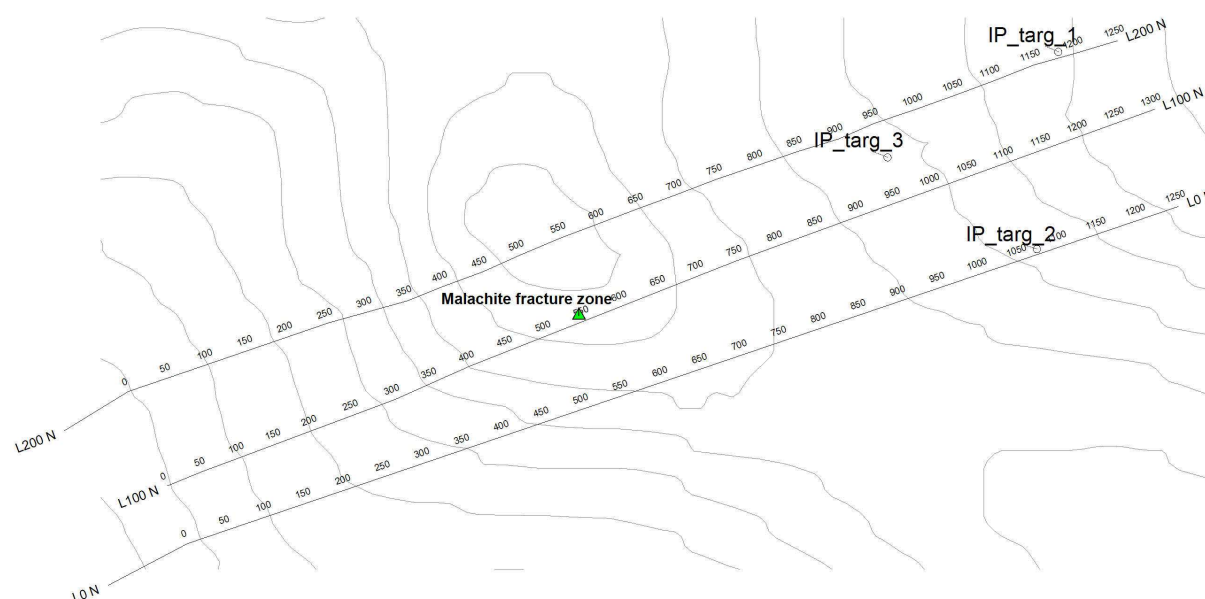 IP_targ_1
0 50 100 150 200 250 300 350 400 450 500 550 600 650 700 750 800 850 900 950 1000 1050 1100 1150 1200 1250 L200 N
L200 N
IP_targ_3
0 50 100 150 200 250 300 350 400 450 500 550 600 650 700 750 800 850 900 950 1000 1050 1100 1150 1200 1250 1300 L100 N
L100 N
Malachite fracture zone
IP_targ_2
0 50 100 150 200 250 300 350 400 450 500 550 600 650 700 750 800 850 900 950 1000 1050 1100 1150 1200 1250 L0
L0 N